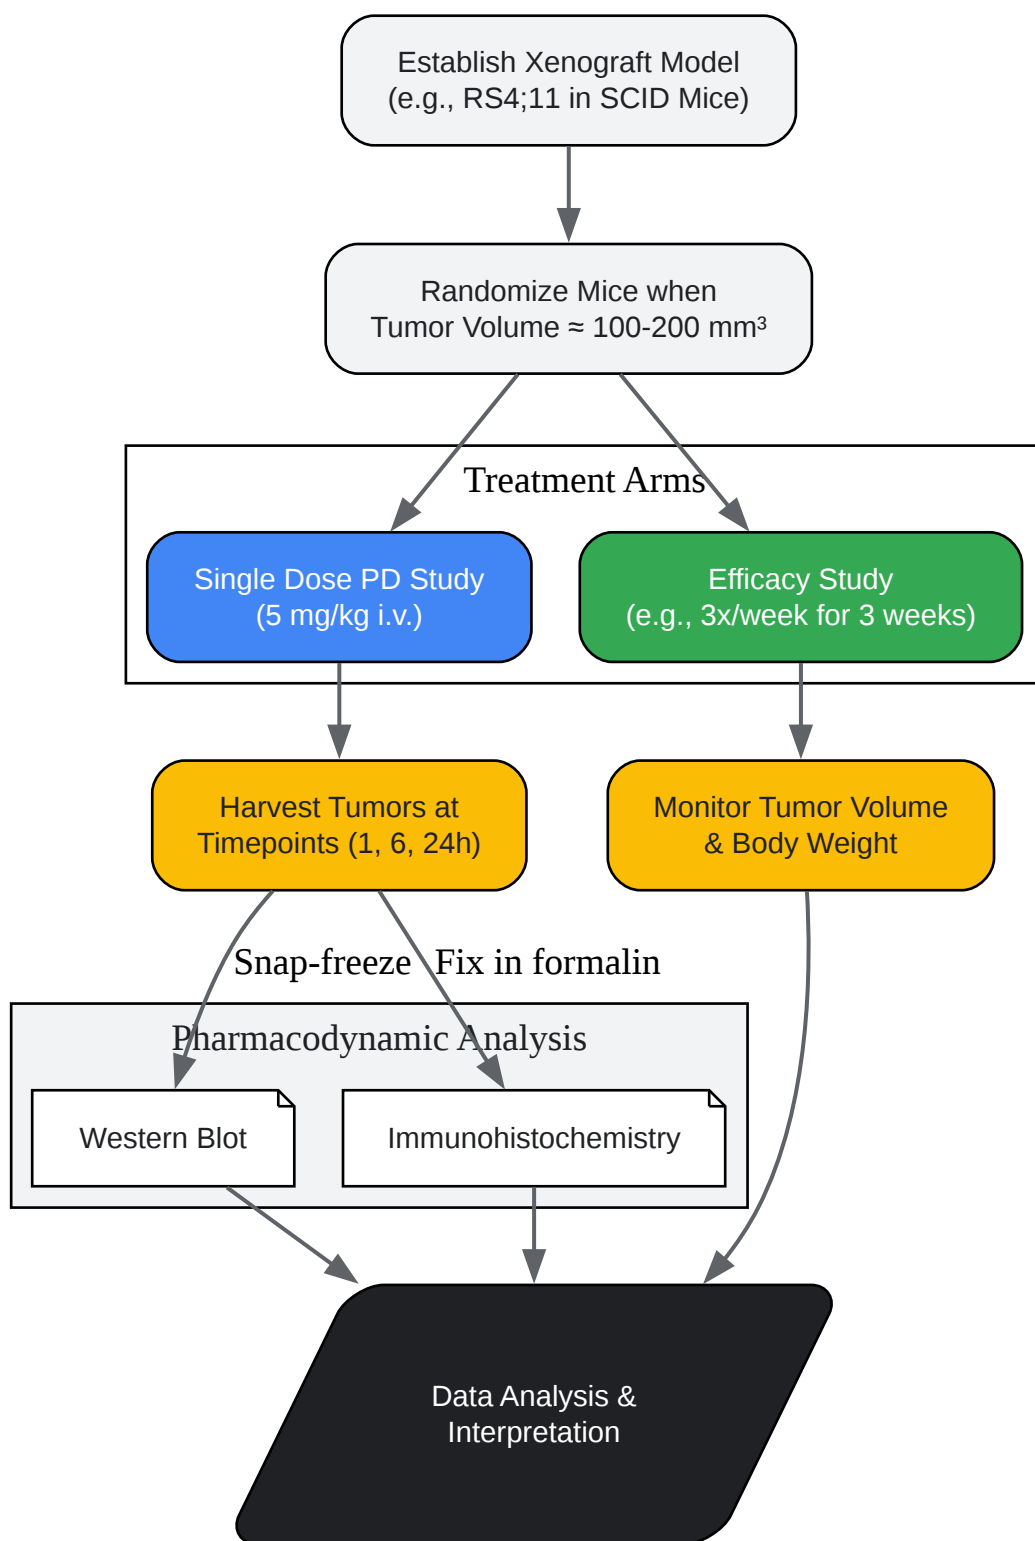 Establish Xenograft Model
(e.g., RS4;11 in SCID Mice)
Randomize Mice when
Tumor Volume ≈ 100-200 mm³
Treatment Arms
Single Dose PD Study
(5 mg/kg i.v.)
Efficacy Study
(e.g., 3x/week for 3 weeks)
Harvest Tumors at
Timepoints (1, 6, 24h)
Monitor Tumor Volume
& Body Weight
Snap-freeze
Fix in formalin
Pharmacodynamic Analysis
Western Blot
Immunohistochemistry
Data Analysis &
Interpretation